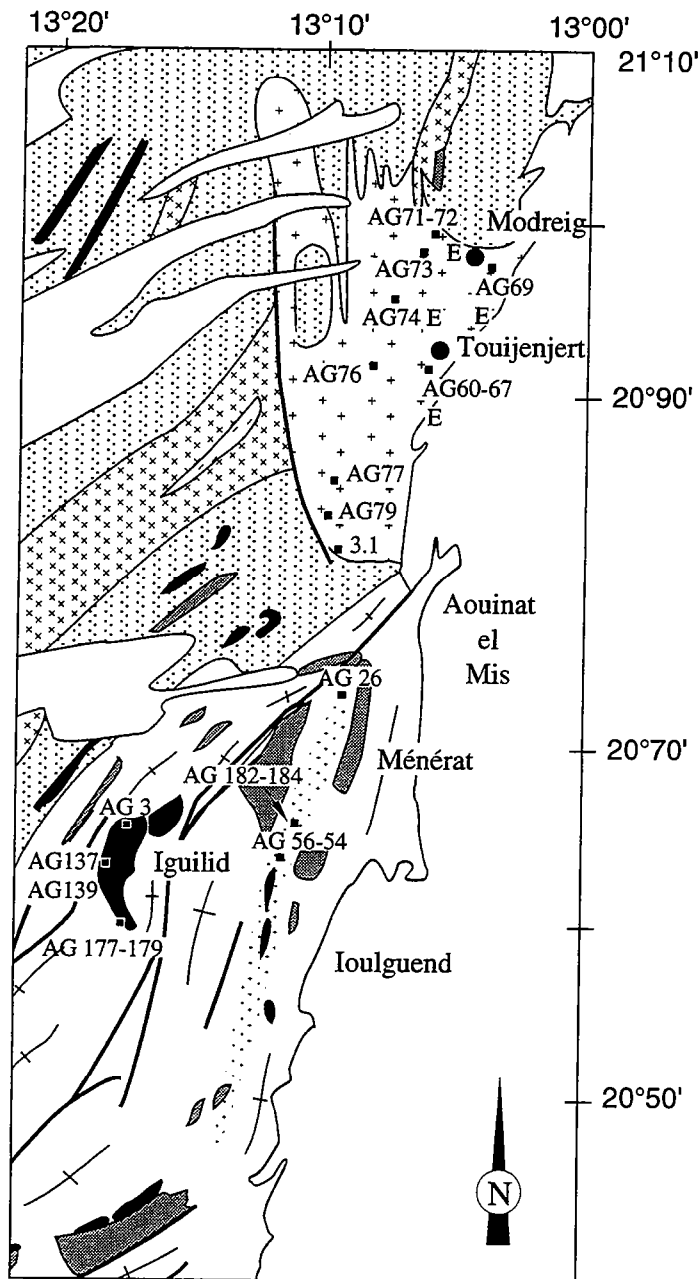 13°20'
13°10'
13°00'
21°10'
AG71-72
Modreig
E
AG73
AG69
AG74
E
E
Touijenjert
AG76
AG60-67
20°90'
E
AG77
AG79
3.1
Aouinat
el
Mis
AG 26
20°70'
Ménérat
AG 182-184
AG 3
AG 56-54
AG137
Iguilid
AG139
AG 177-179
Ioulguend
20°50'
N